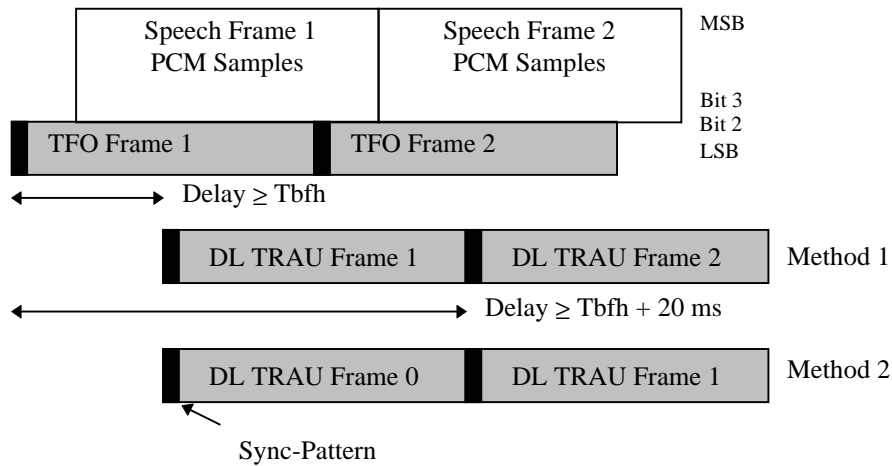 Speech Frame 1
PCM Samples
Speech Frame 2
PCM Samples
MSB
Bit 3
Bit 2
LSB
TFO Frame 1
TFO Frame 2
Delay ≥ Tbfh
DL TRAU Frame 1
DL TRAU Frame 2
Method 1
Delay ≥ Tbfh + 20 ms
DL TRAU Frame 0
DL TRAU Frame 1
Method 2
Sync-Pattern